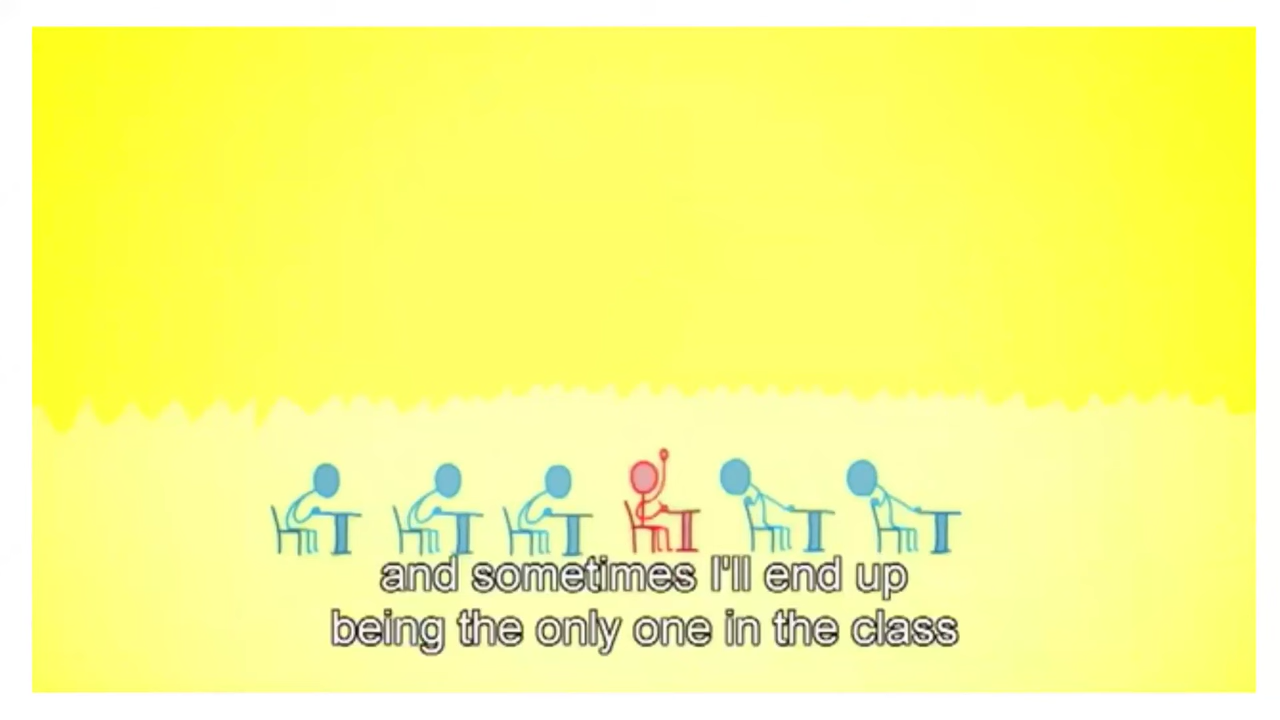 and sometimes I'll end up
being the only one in the class